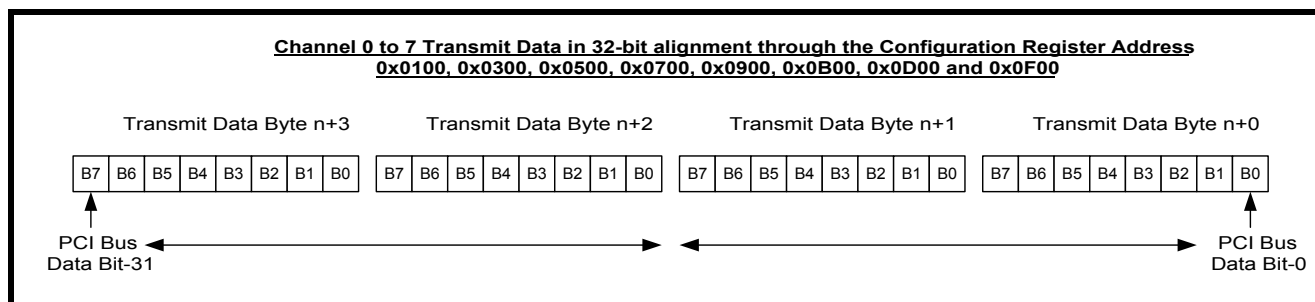 Channel 0 to 7 Transmit Data in 32-bit alignment through the Configuration Register Address
0x0100, 0x0300, 0x0500, 0x0700, 0x0900, 0x0B00, 0x0D00 and 0x0F00
Transmit Data Byte n+3 Transmit Data Byte n+2 Transmit Data Byte n+1 Transmit Data Byte n+0
B7 B6 B5 B4 B3 B2 B1 B0 B7 B6 B5 B4 B3 B2 B1 B0 B7 B6 B5 B4 B3 B2 B1 B0 B7 B6 B5 B4 B3 B2 B1 B0
PCI Bus PCI Bus
Data Bit-31 Data Bit-0